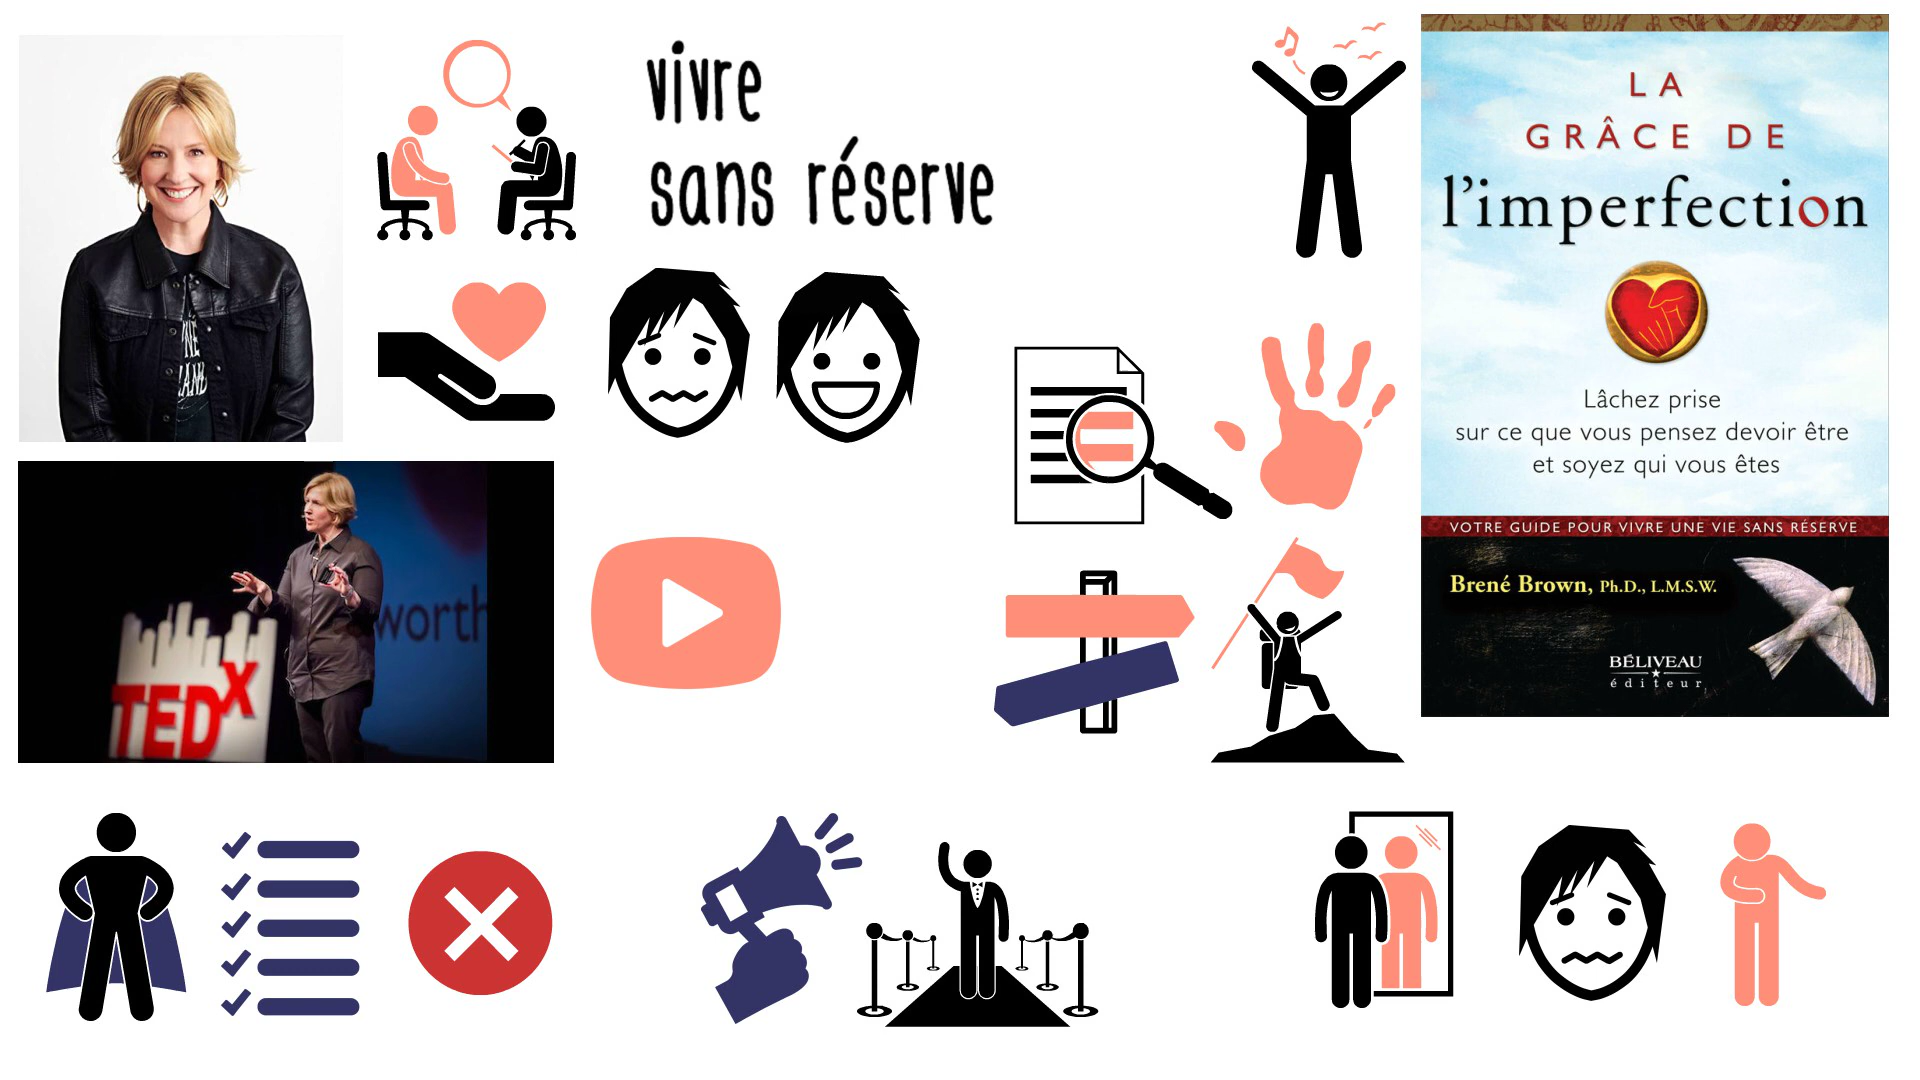 vivre
sans réserve
LA
GRÂCE DE
l'imperfection
Lâchez prise
sur ce que vous pensez devoir être
et soyez qui vous êtes
VOTRE GUIDE POUR VIVRE UNE VIE SANS RÉSERVE
Brené Brown, Ph.D., L.M.S.W.
BÉLIVEAU
éditeur
worth
TEDx